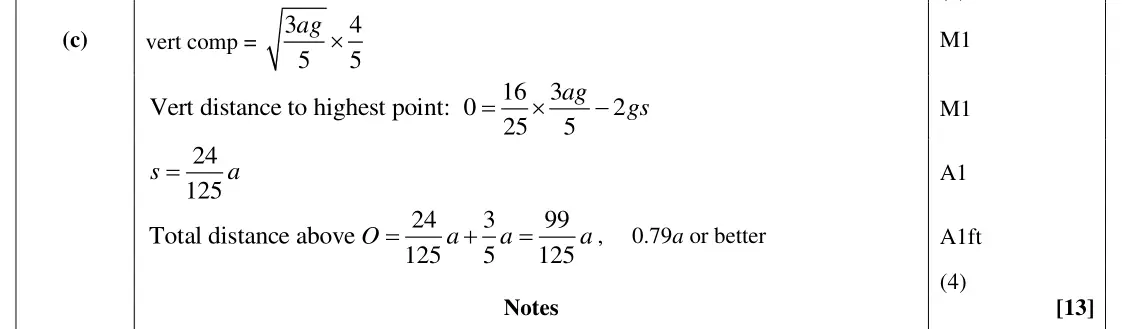 (c) vert comp = √(3ag/5) × 4/5 M1
Vert distance to highest point: 0 = 16/25 × 3ag/5 − 2gs M1
s = 24/125 a A1
Total distance above O = 24/125 a + 3/5 a = 99/125 a , 0.79a or better A1ft
(4)
Notes [13]